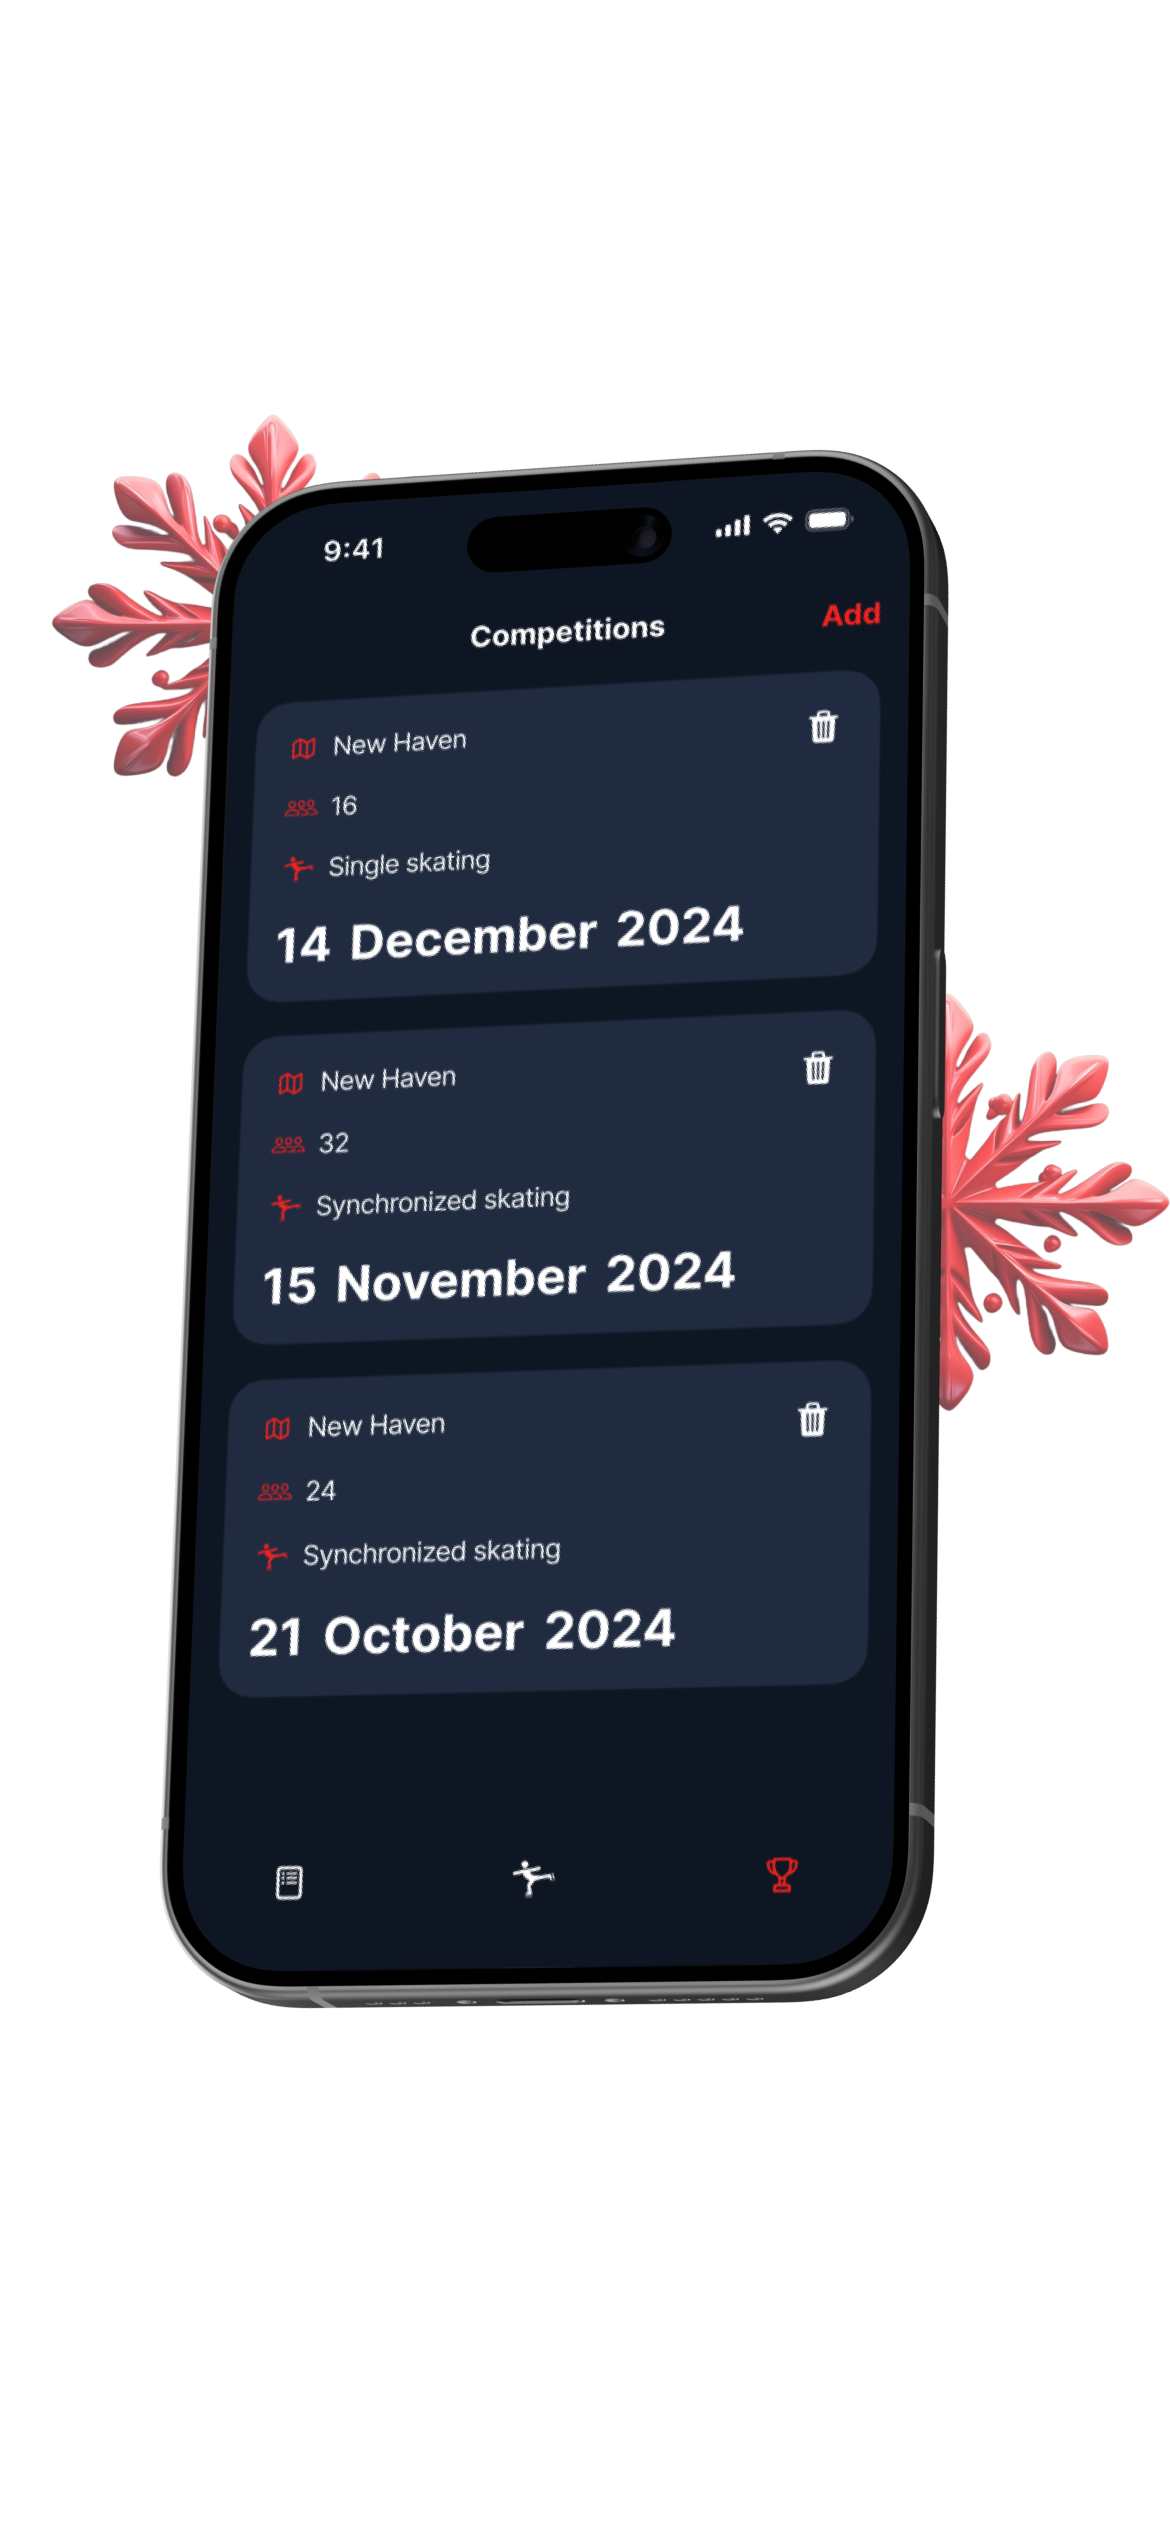 9:41
Competitions
Add
New Haven
16
Single skating
14 December 2024
New Haven
32
Synchronized skating
15 November 2024
New Haven
24
Synchronized skating
21 October 2024